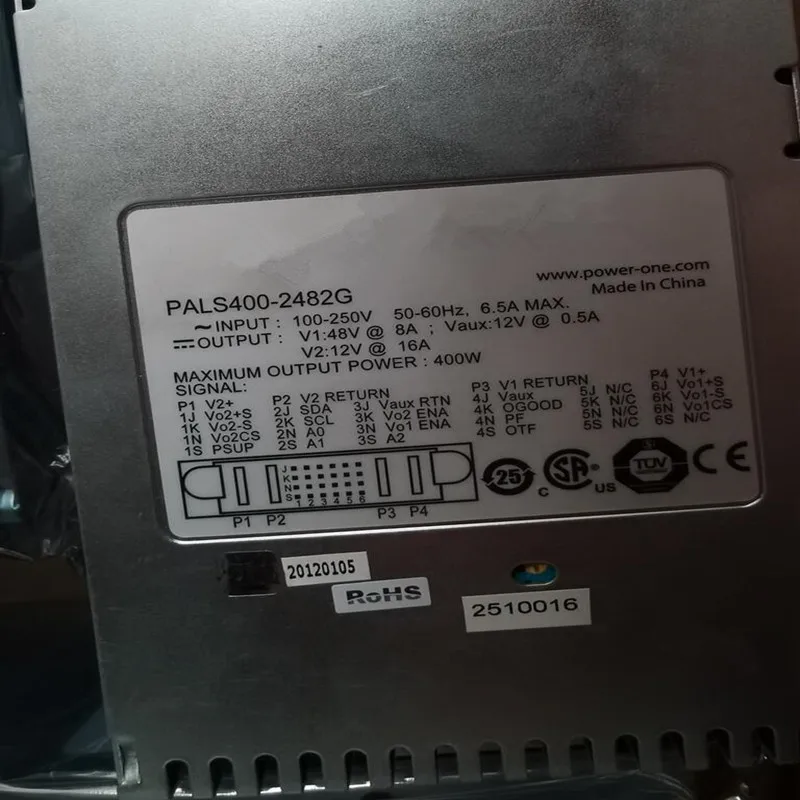 www.power-one.com
PALS400-2482G
Made In China
INPUT : 100-250V 50-60Hz, 6.5A MAX.
OUTPUT : V1:48V @ 8A ; Vaux:12V @ 0.5A
V2:12V @ 16A
MAXIMUM OUTPUT POWER : 400W
SIGNAL:
P1 V2+ P2 V2 RETURN P3 V1 RETURN P4 V1+
1J Vo2+S 2J SDA 3J Vaux RTN 4J Vaux 5J N/C 6J Vo1+S
1K Vo2-S 2K SCL 3K Vo2 ENA 4K OGOOD 5K N/C 6K Vo1-S
1N Vo2CS 2N A0 3N Vo1 ENA 4N PF 5N N/C 6N Vo1CS
1S PSUP 2S A1 3S A2 4S OTF 5S N/C 6S N/C
J
K
N
S
1 2 3 4 5 6
P1 P2 P3 P4
25 C SA US TUV CE
20120105
RoHS
2510016